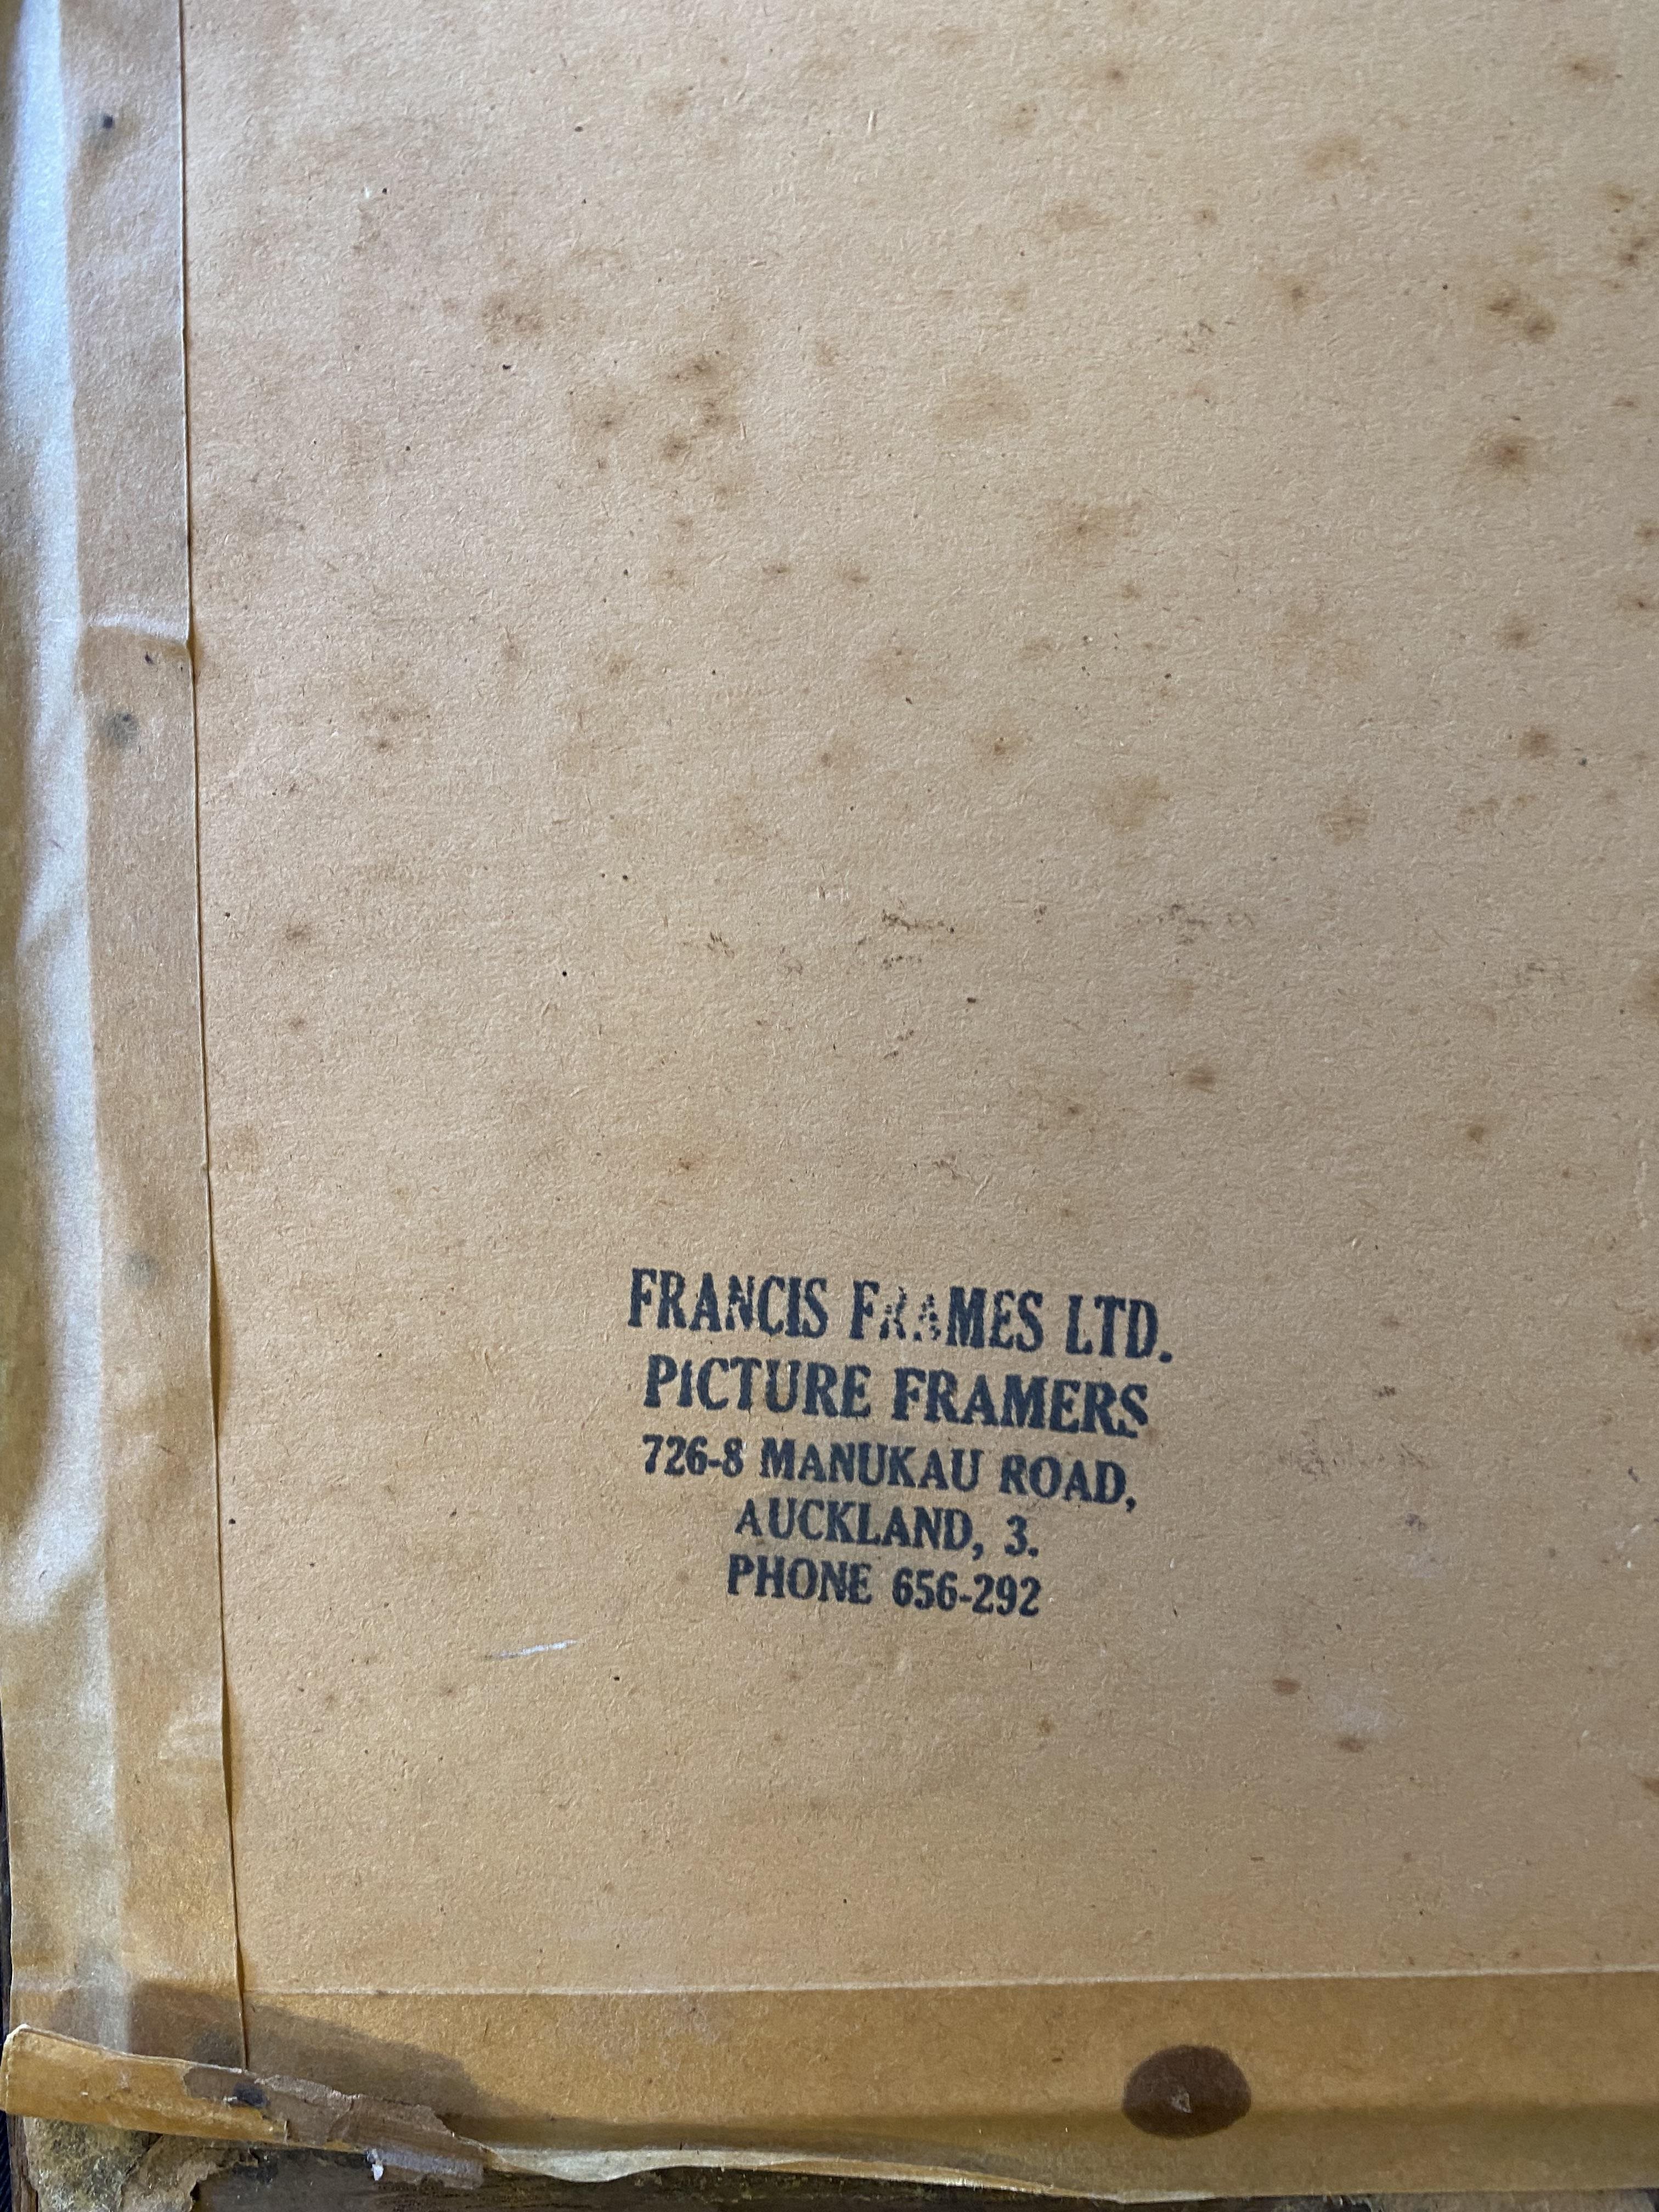 FRANCIS FRAMES LTD.
PICTURE FRAMERS
726-8 MANUKAU ROAD,
AUCKLAND, 3.
PHONE 656-292